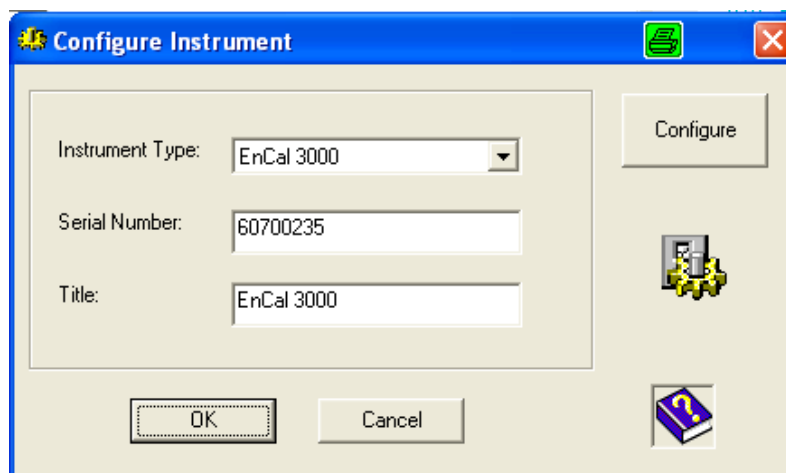 Configure Instrument
Instrument Type: EnCal 3000
Configure
Serial Number: 60700235
Title: EnCal 3000
OK Cancel